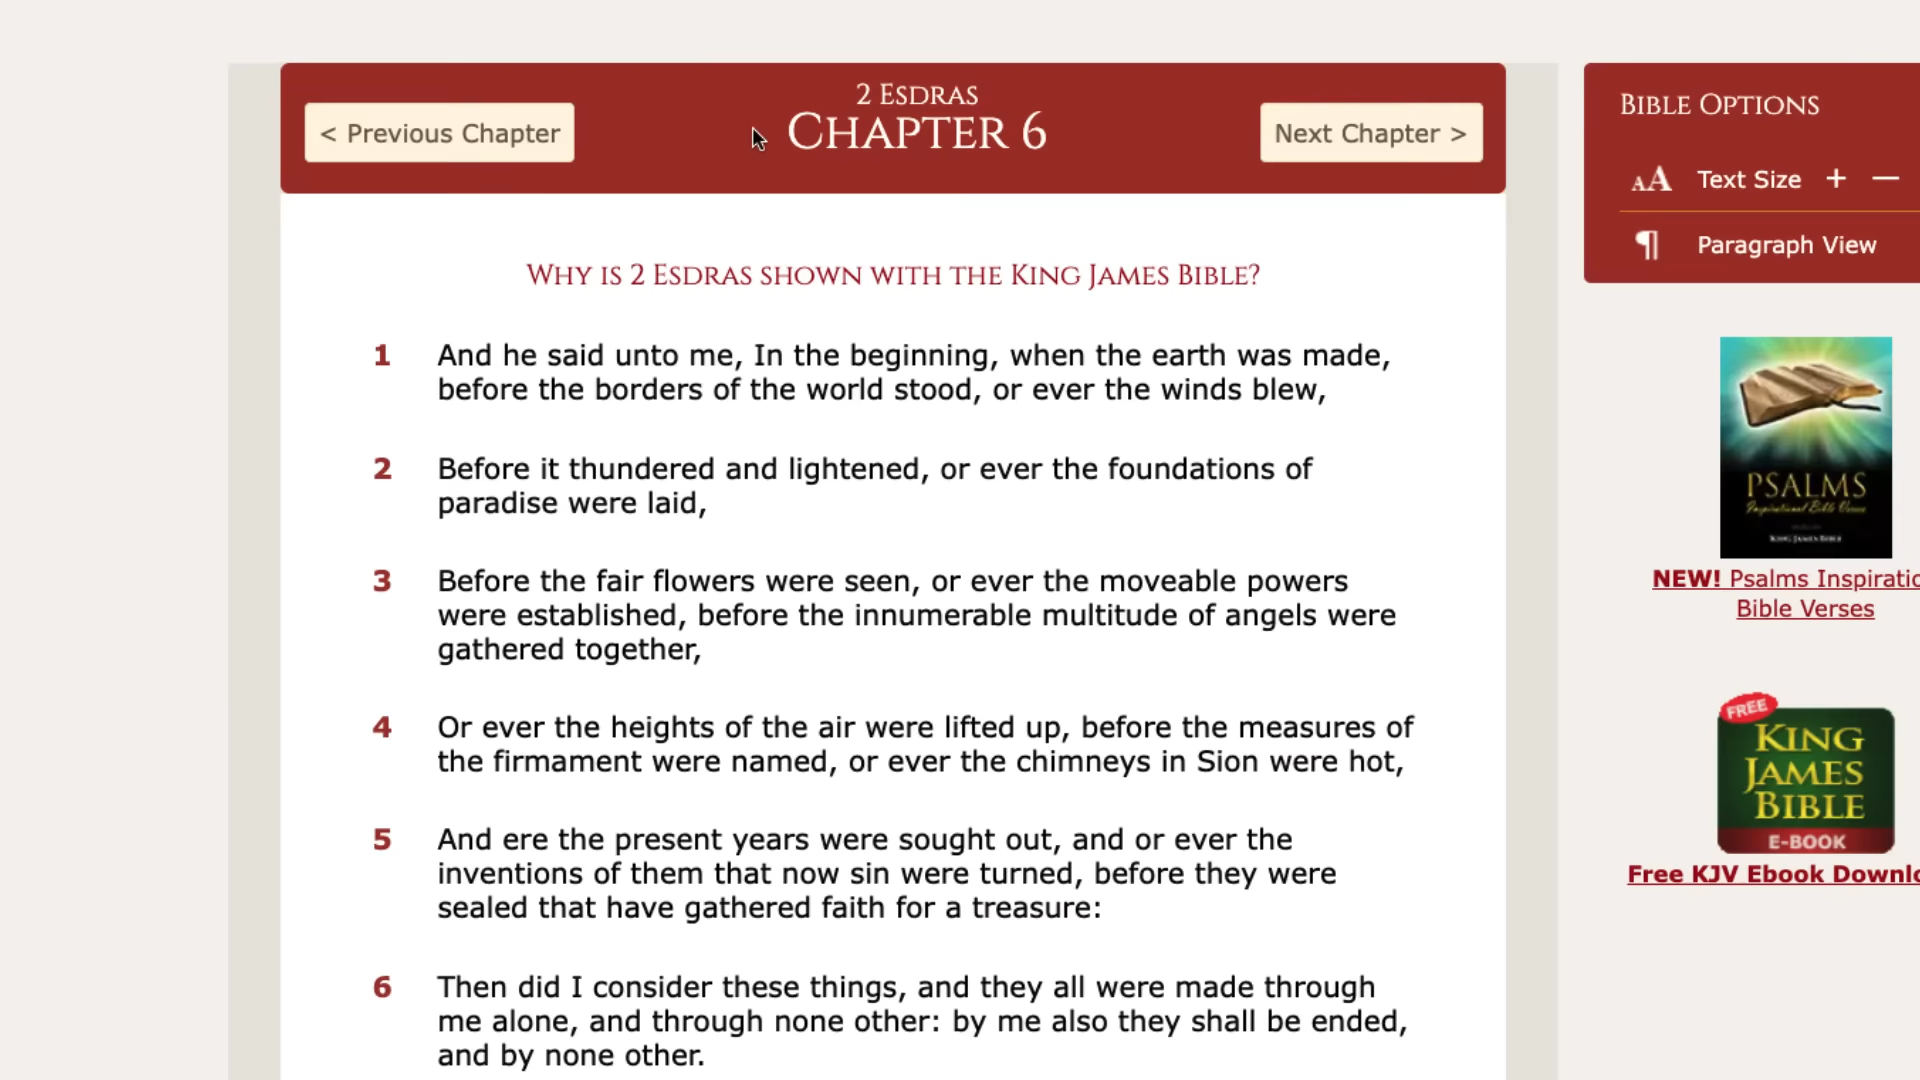 2 Esdras
Chapter 6
< Previous Chapter
Next Chapter >
Why is 2 Esdras shown with the King James Bible?
1 And he said unto me, In the beginning, when the earth was made,
before the borders of the world stood, or ever the winds blew,
2 Before it thundered and lightened, or ever the foundations of
paradise were laid,
3 Before the fair flowers were seen, or ever the moveable powers
were established, before the innumerable multitude of angels were
gathered together,
4 Or ever the heights of the air were lifted up, before the measures of
the firmament were named, or ever the chimneys in Sion were hot,
5 And ere the present years were sought out, and or ever the
inventions of them that now sin were turned, before they were
sealed that have gathered faith for a treasure:
6 Then did I consider these things, and they all were made through
me alone, and through none other: by me also they shall be ended,
and by none other.
Bible Options
AA Text Size + —
¶ Paragraph View
PSALMS
Inspirational Bible Verses
KING JAMES BIBLE
NEW! Psalms Inspiratio
Bible Verses
FREE
KING
JAMES
BIBLE
E-BOOK
Free KJV Ebook Downlo